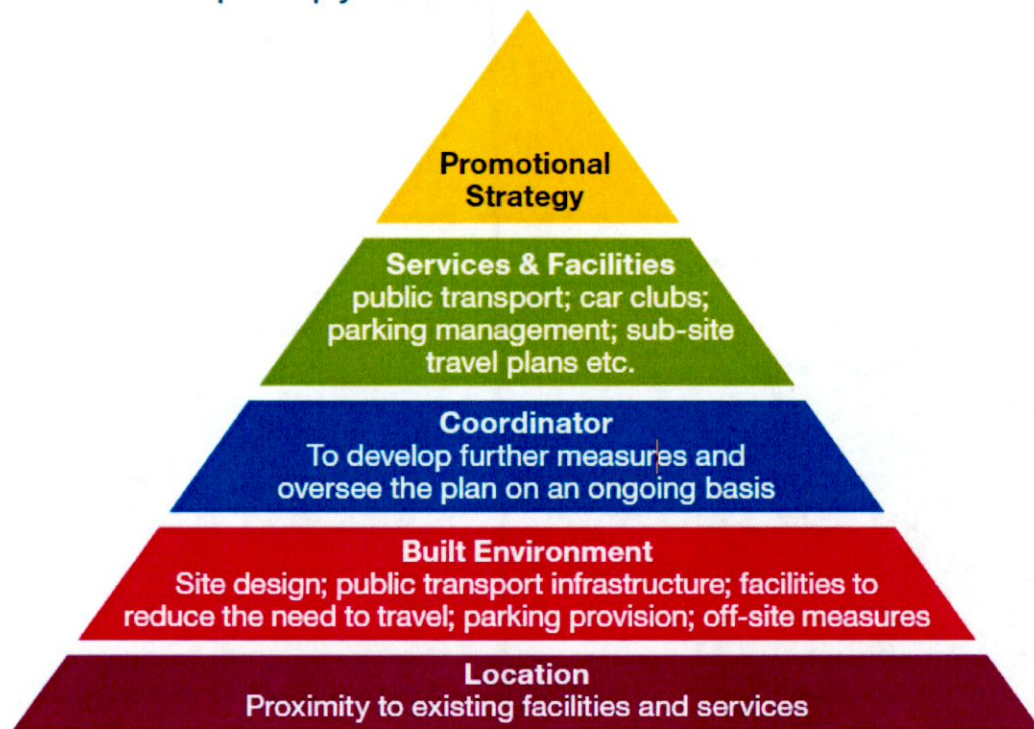 Promotional
Strategy
Services & Facilities
public transport; car clubs;
parking management; sub-site
travel plans etc.
Coordinator
To develop further measures and
oversee the plan on an ongoing basis
Built Environment
Site design; public transport infrastructure; facilities to
reduce the need to travel; parking provision; off-site measures
Location
Proximity to existing facilities and services